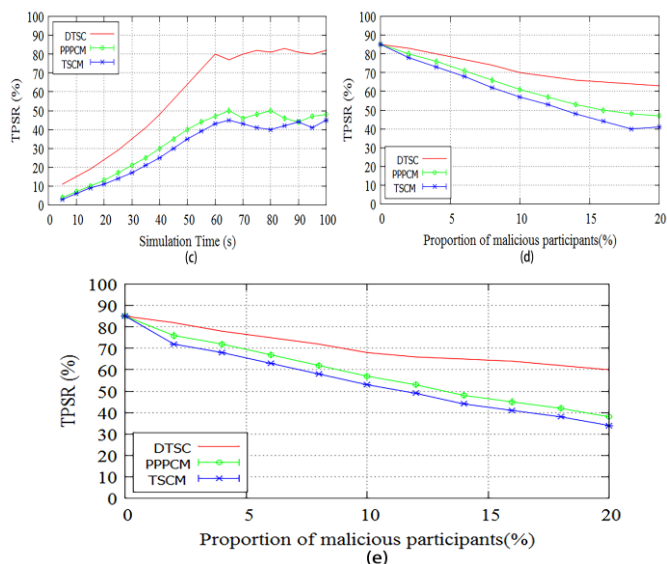 100
90
80
70
60
50
40
30
20
10
0
TPSR (%)
DTSC
PPPCM
TSCM
0 10 20 30 40 50 60 70 80 90 100
Simulation Time (s)
(c)
90
80
70
60
50
40
30
20
10
0
TPSR (%)
DTSC
PPPCM
TSCM
0 5 10 15 20
Proportion of malicious participants(%)
(d)
100
90
80
70
60
50
40
30
20
10
0
TPSR (%)
DTSC
PPPCM
TSCM
0 5 10 15 20
Proportion of malicious participants(%)
(e)